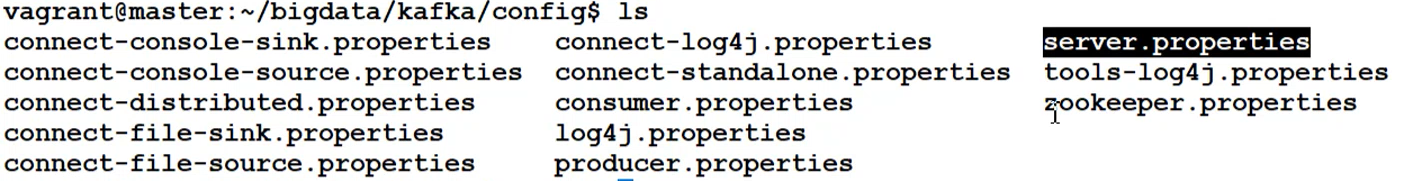 vagrant@master:~/bigdata/kafka/config$ ls
connect-console-sink.properties connect-log4j.properties server.properties
connect-console-source.properties connect-standalone.properties tools-log4j.properties
connect-distributed.properties consumer.properties zookeeper.properties
connect-file-sink.properties log4j.properties
connect-file-source.properties producer.properties